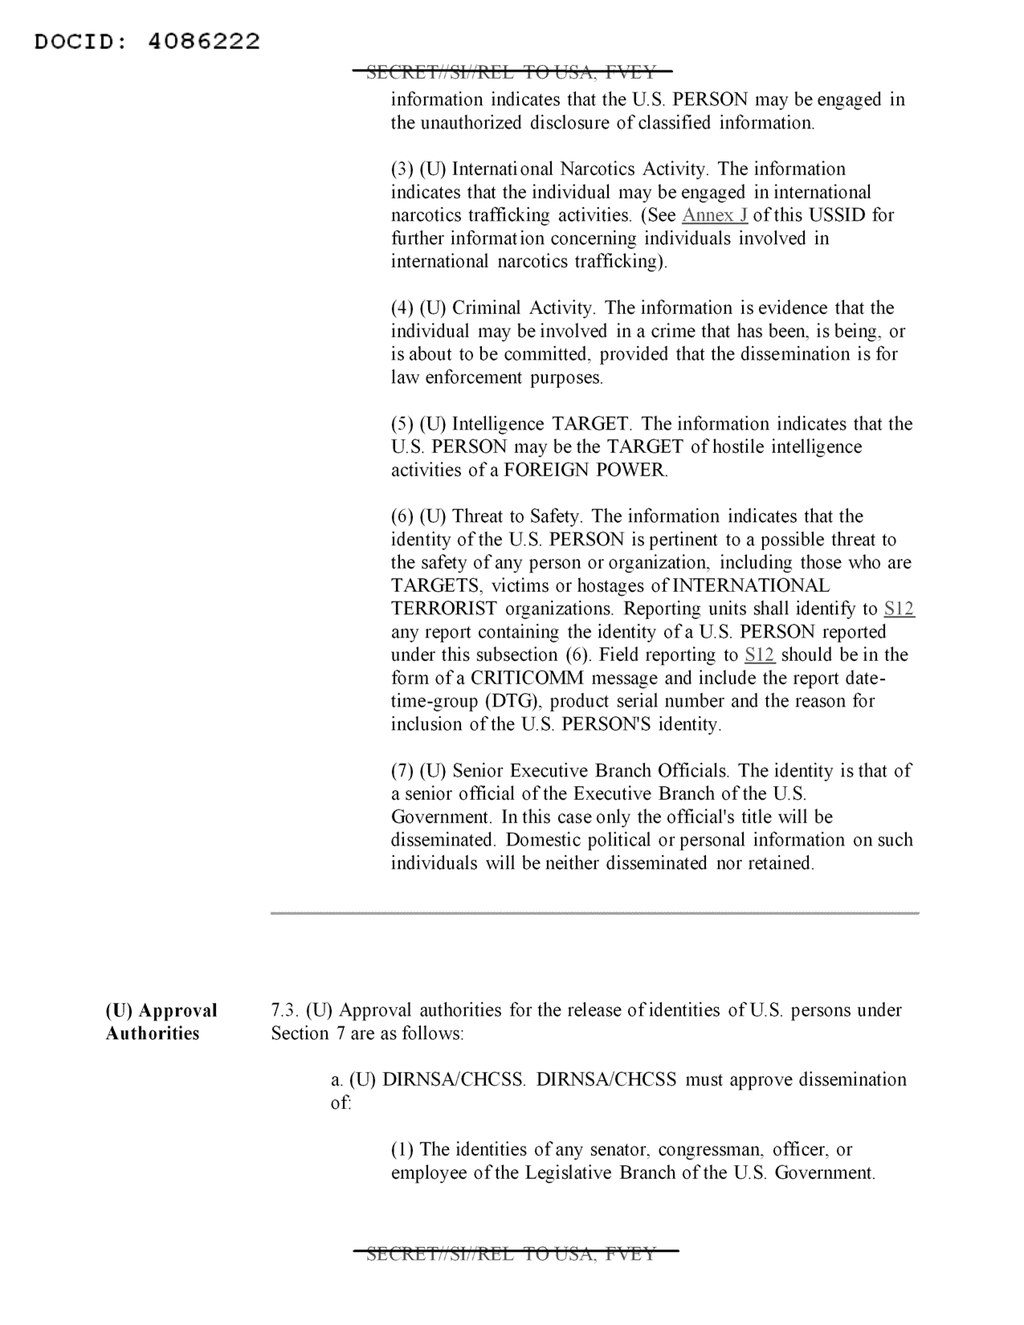 DOCID: 4086222
SECRET//SI//REL TO USA, FVEY
information indicates that the U.S. PERSON may be engaged in
the unauthorized disclosure of classified information.
(3) (U) International Narcotics Activity. The information
indicates that the individual may be engaged in international
narcotics trafficking activities. (See Annex J of this USSID for
further information concerning individuals involved in
international narcotics trafficking).
(4) (U) Criminal Activity. The information is evidence that the
individual may be involved in a crime that has been, is being, or
is about to be committed, provided that the dissemination is for
law enforcement purposes.
(5) (U) Intelligence TARGET. The information indicates that the
U.S. PERSON may be the TARGET of hostile intelligence
activities of a FOREIGN POWER.
(6) (U) Threat to Safety. The information indicates that the
identity of the U.S. PERSON is pertinent to a possible threat to
the safety of any person or organization, including those who are
TARGETS, victims or hostages of INTERNATIONAL
TERRORIST organizations. Reporting units shall identify to S12
any report containing the identity of a U.S. PERSON reported
under this subsection (6). Field reporting to S12 should be in the
form of a CRITICOMM message and include the report date-
time-group (DTG), product serial number and the reason for
inclusion of the U.S. PERSON'S identity.
(7) (U) Senior Executive Branch Officials. The identity is that of
a senior official of the Executive Branch of the U.S.
Government. In this case only the official's title will be
disseminated. Domestic political or personal information on such
individuals will be neither disseminated nor retained.
(U) Approval
Authorities
7.3. (U) Approval authorities for the release of identities of U.S. persons under
Section 7 are as follows:
a. (U) DIRNSA/CHCSS. DIRNSA/CHCSS must approve dissemination
of:
(1) The identities of any senator, congressman, officer, or
employee of the Legislative Branch of the U.S. Government.
SECRET//SI//REL TO USA, FVEY